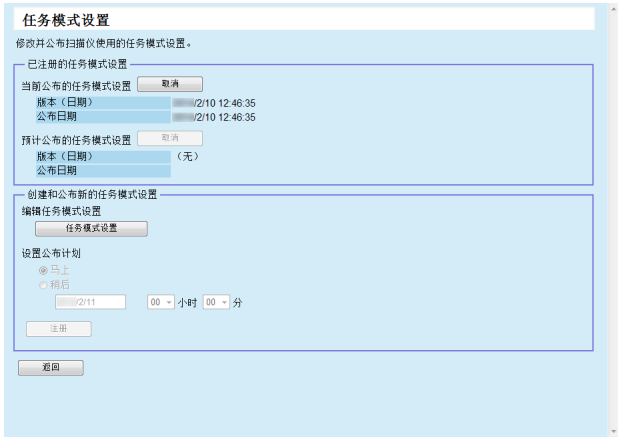 任务模式设置
修改并公布扫描仪使用的任务模式设置。
已注册的任务模式设置
当前公布的任务模式设置 取消
版本（日期） /2/10 12:46:35
公布日期 /2/10 12:46:35
预计公布的任务模式设置 取消
版本（日期） （无）
公布日期
创建和公布新的任务模式设置
编辑任务模式设置
任务模式设置
设置公布计划
马上
稍后
/2/11 00 小时 00 分
注册
返回